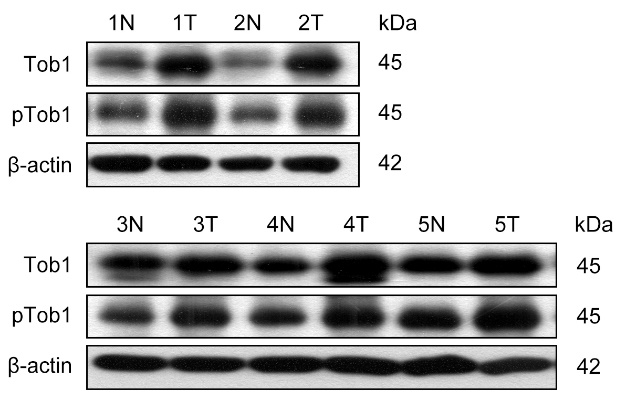 1N 1T 2N 2T kDa
Tob1 45
pTob1 45
β-actin 42
3N 3T 4N 4T 5N 5T kDa
Tob1 45
pTob1 45
β-actin 42